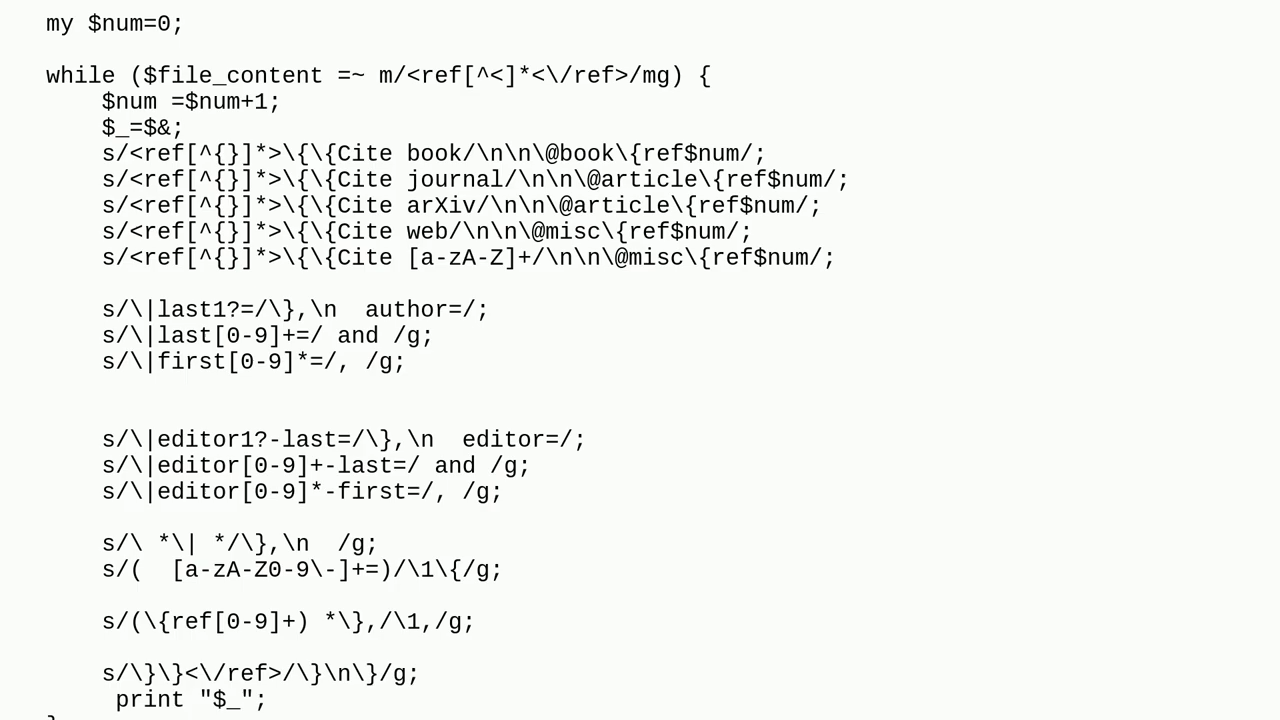 my $num=0;
while ($file_content =~ m/<ref[^<]*<\/ref>/mg) {
$num =$num+1;
$_=$&;
s/<ref[^{}]*>\{\{Cite book/\n\n\@book\{ref$num/;
s/<ref[^{}]*>\{\{Cite journal/\n\n\@article\{ref$num/;
s/<ref[^{}]*>\{\{Cite arXiv/\n\n\@article\{ref$num/;
s/<ref[^{}]*>\{\{Cite web/\n\n\@misc\{ref$num/;
s/<ref[^{}]*>\{\{Cite [a-zA-Z]+/\n\n\@misc\{ref$num/;
s/\|last1?=/\},\n  author=/;
s/\|last[0-9]+=/ and /g;
s/\|first[0-9]*=/, /g;
s/\|editor1?-last=/\},\n  editor=/;
s/\|editor[0-9]+-last=/ and /g;
s/\|editor[0-9]*-first=/, /g;
s/\ *\| */\},\n  /g;
s/(  [a-zA-Z0-9\-]+=)/\1\{/g;
s/(\{ref[0-9]+) *\},/\1,/g;
s/\}\}<\/ref>/\}\n\}/g;
print "$_";
}